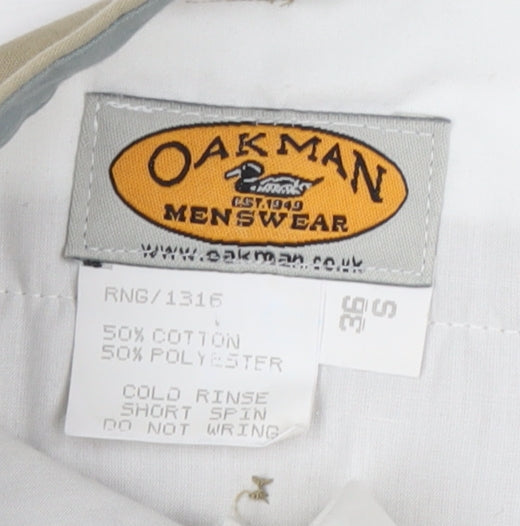 OAKMAN
EST.1949
MENSWEAR
www.oakman.co.uk
RNG/1316
50% COTTON
50% POLYESTER
COLD RINSE
SHORT SPIN
DO NOT WRING
36
S